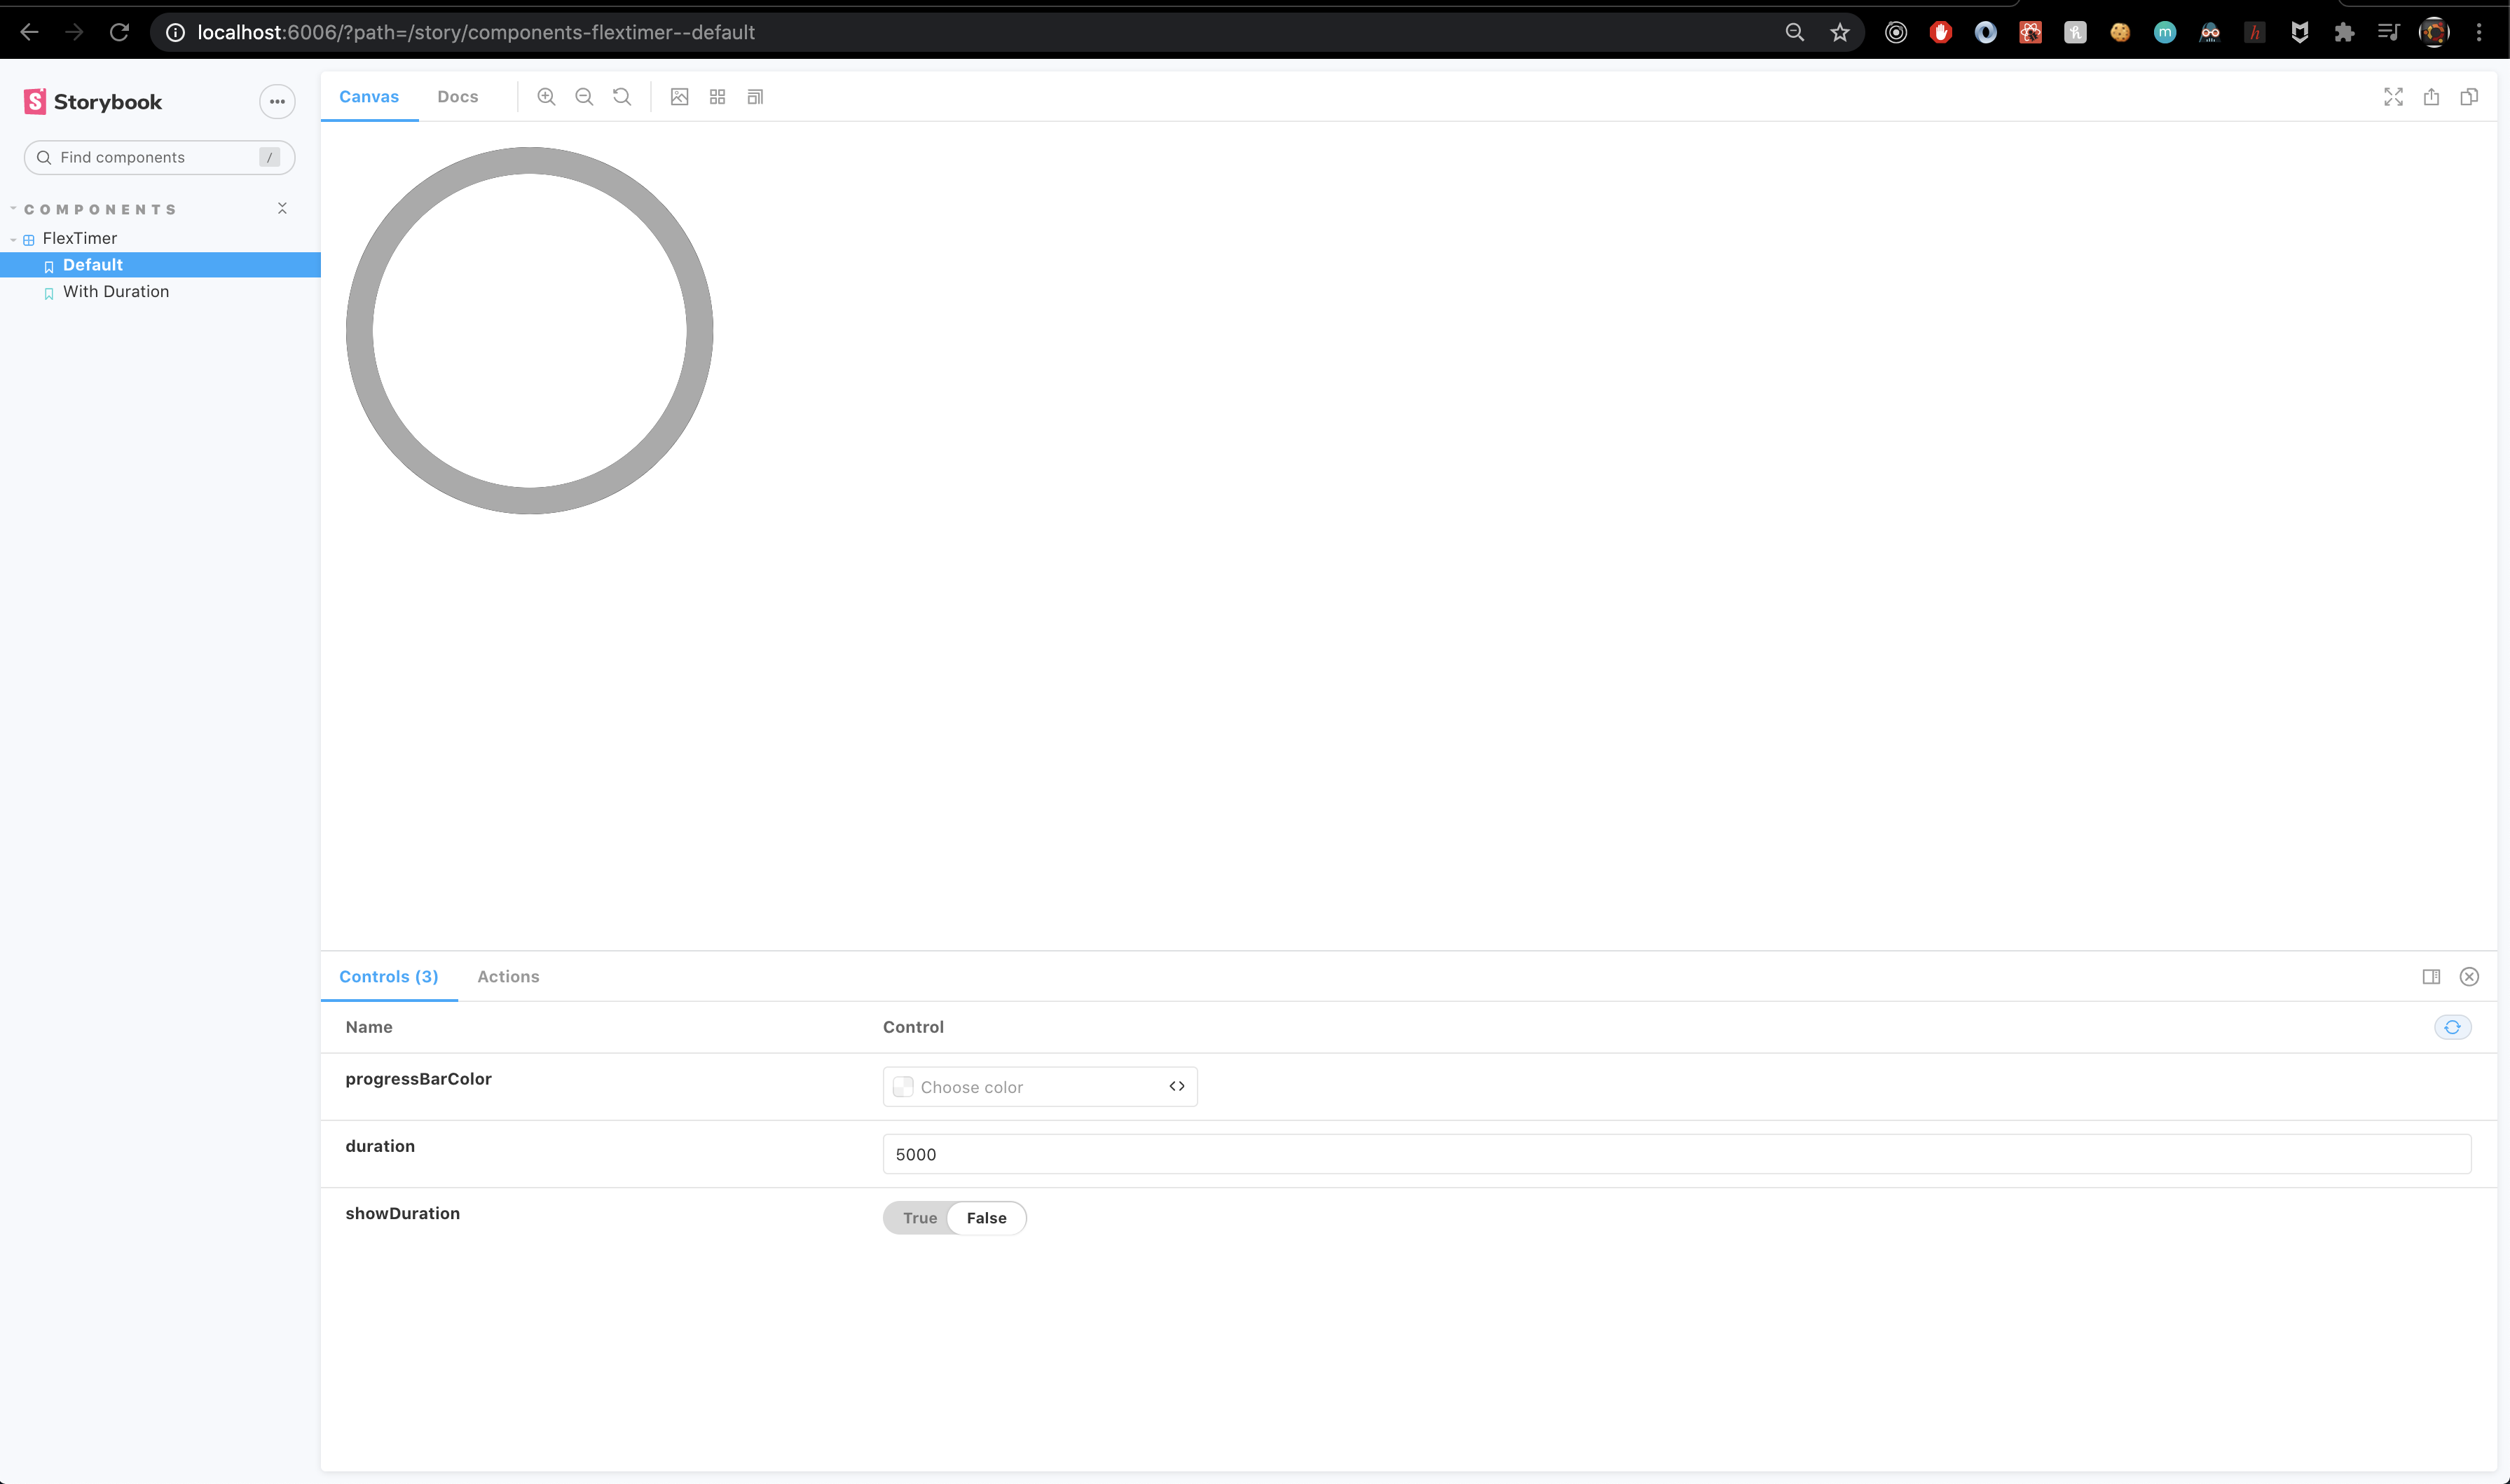 localhost:6006/?path=/story/components-flextimer--default
Storybook
Canvas
Docs
Find components
/
COMPONENTS
FlexTimer
Default
With Duration
Controls (3)
Actions
Name
Control
progressBarColor
Choose color
duration
5000
showDuration
True
False